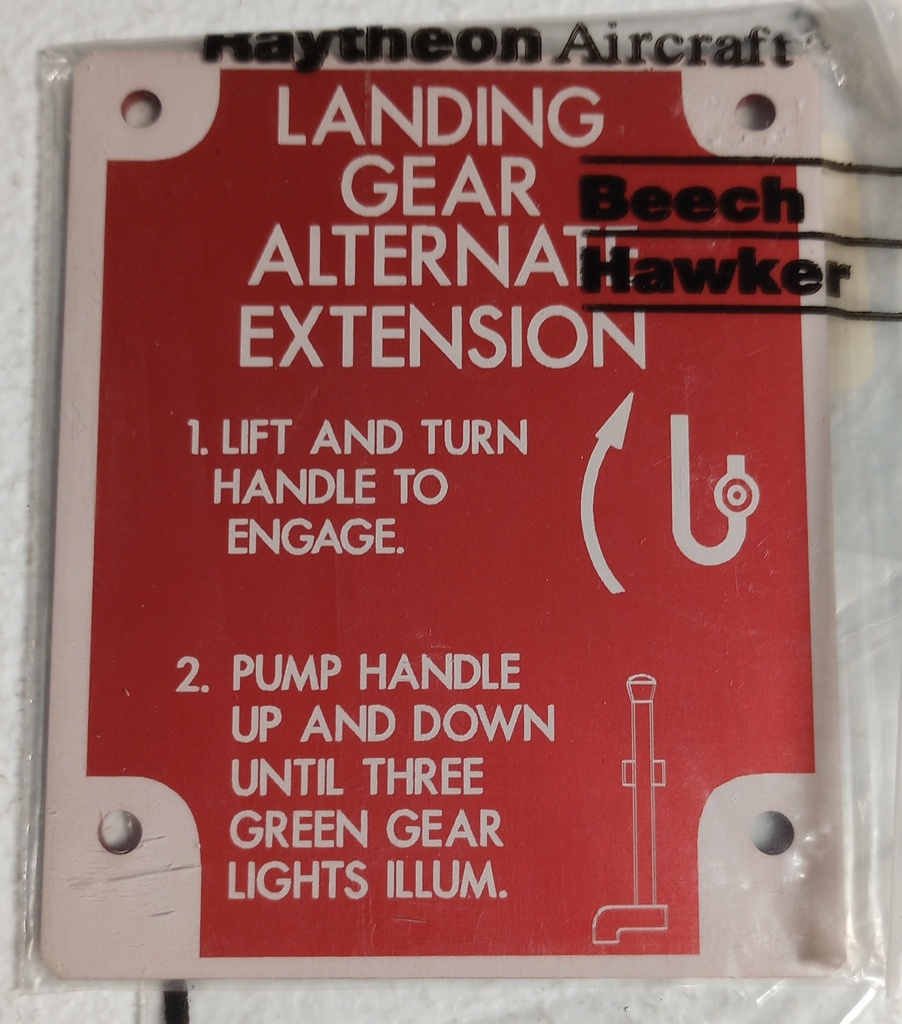 Raytheon Aircraft
LANDING
GEAR
Beech
ALTERNATE
Hawker
EXTENSION
1. LIFT AND TURN
HANDLE TO
ENGAGE.
2. PUMP HANDLE
UP AND DOWN
UNTIL THREE
GREEN GEAR
LIGHTS ILLUM.